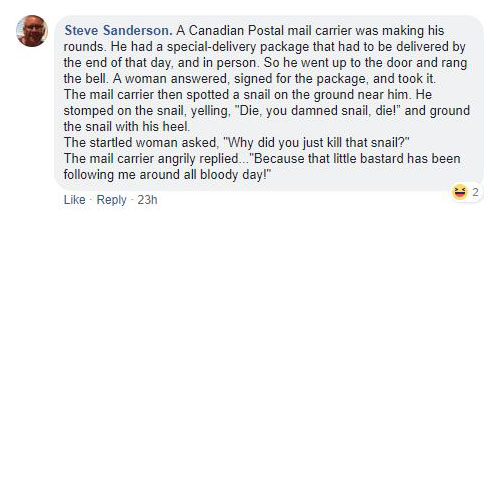 Steve Sanderson. A Canadian Postal mail carrier was making his
rounds. He had a special-delivery package that had to be delivered by
the end of that day, and in person. So he went up to the door and rang
the bell. A woman answered, signed for the package, and took it.
The mail carrier then spotted a snail on the ground near him. He
stomped on the snail, yelling, "Die, you damned snail, die!" and ground
the snail with his heel.
The startled woman asked, "Why did you just kill that snail?"
The mail carrier angrily replied..."Because that little bastard has been
following me around all bloody day!"
2
Like · Reply · 23h